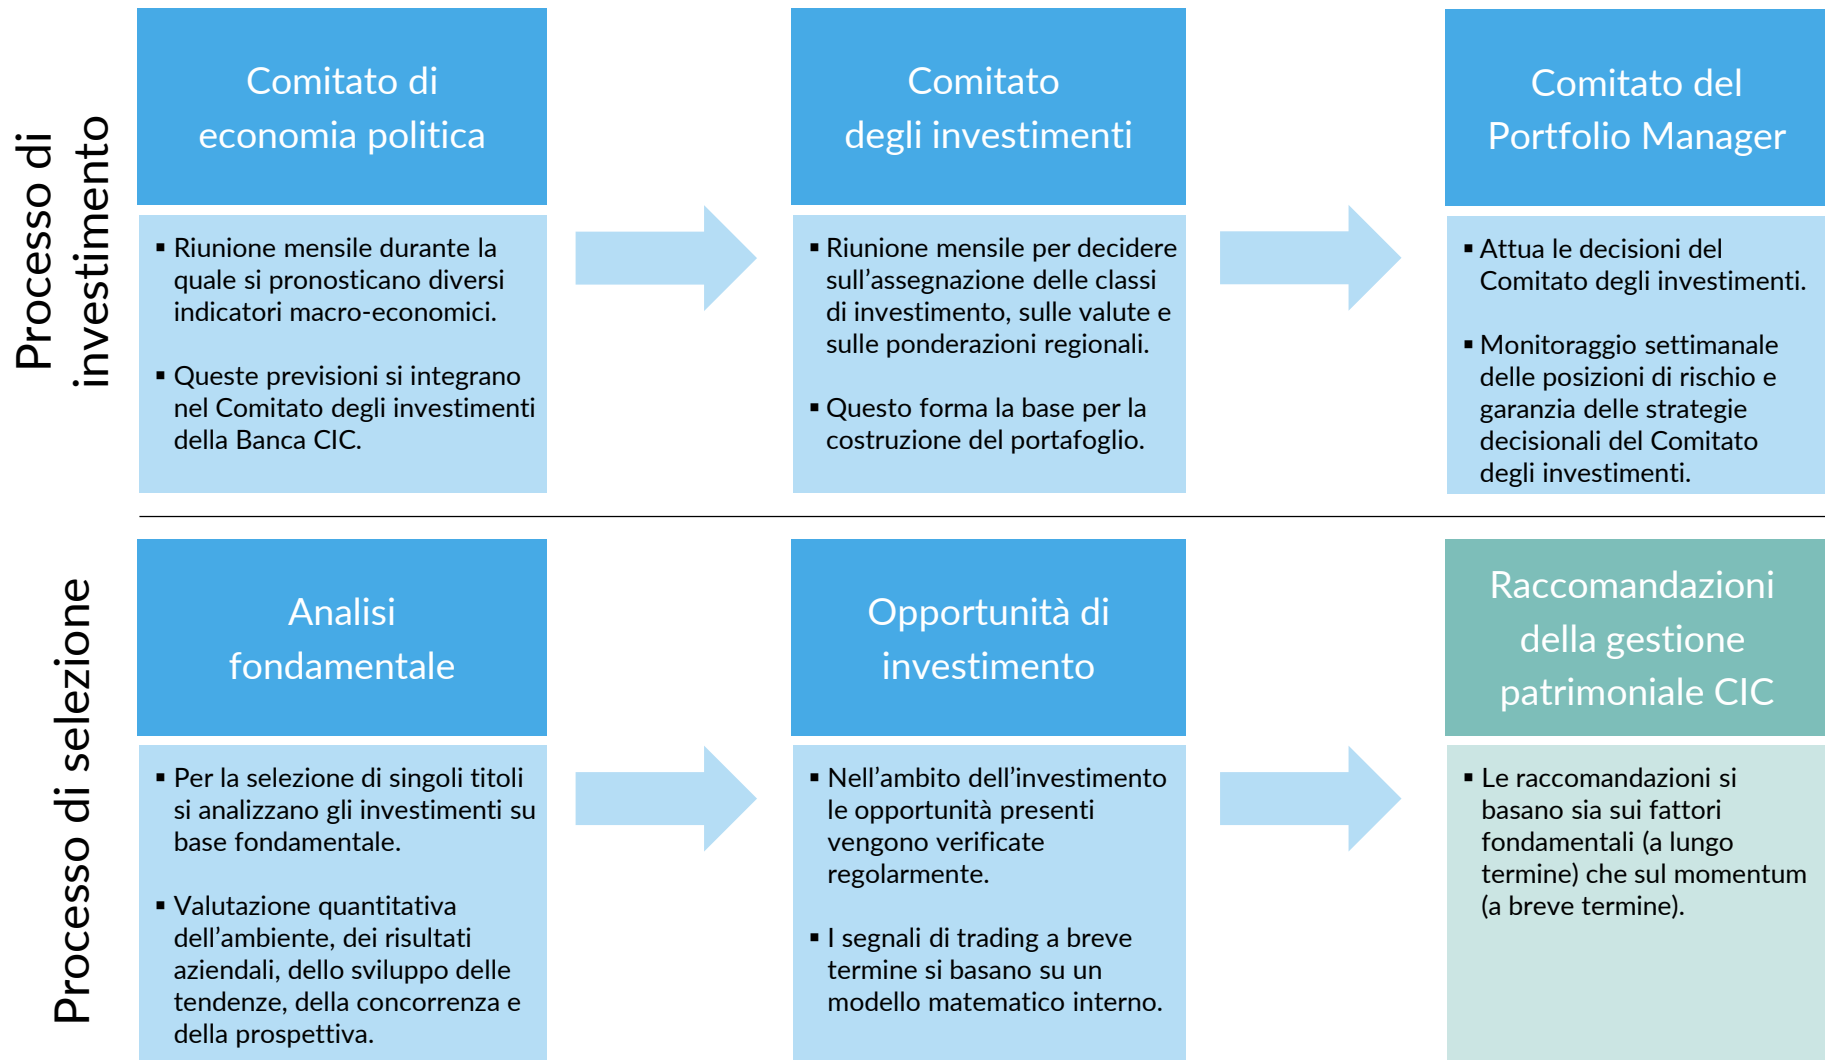 Processo di
investimento
Comitato di
economia politica
▪ Riunione mensile durante la
quale si pronosticano diversi
indicatori macro-economici.
▪ Queste previsioni si integrano
nel Comitato degli investimenti
della Banca CIC.
Comitato
degli investimenti
▪ Riunione mensile per decidere
sull’assegnazione delle classi
di investimento, sulle valute e
sulle ponderazioni regionali.
▪ Questo forma la base per la
costruzione del portafoglio.
Comitato del
Portfolio Manager
▪ Attua le decisioni del
Comitato degli investimenti.
▪ Monitoraggio settimanale
delle posizioni di rischio e
garanzia delle strategie
decisionali del Comitato
degli investimenti.
Processo di selezione
Analisi
fondamentale
▪ Per la selezione di singoli titoli
si analizzano gli investimenti su
base fondamentale.
▪ Valutazione quantitativa
dell’ambiente, dei risultati
aziendali, dello sviluppo delle
tendenze, della concorrenza e
della prospettiva.
Opportunità di
investimento
▪ Nell’ambito dell’investimento
le opportunità presenti
vengono verificate
regolarmente.
▪ I segnali di trading a breve
termine si basano su un
modello matematico interno.
Raccomandazioni
della gestione
patrimoniale CIC
▪ Le raccomandazioni si
basano sia sui fattori
fondamentali (a lungo
termine) che sul momentum
(a breve termine).